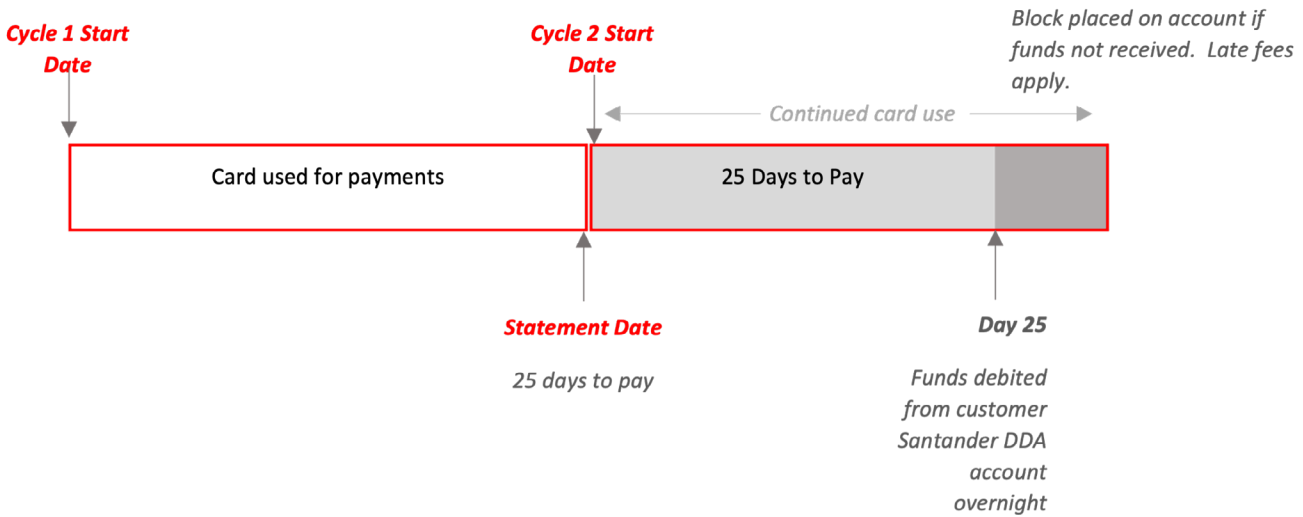 Cycle 1 Start
Date
Cycle 2 Start
Date
Block placed on account if
funds not received.  Late fees
apply.
Continued card use
Card used for payments
25 Days to Pay
Statement Date
25 days to pay
Day 25
Funds debited
from customer
Santander DDA
account
overnight